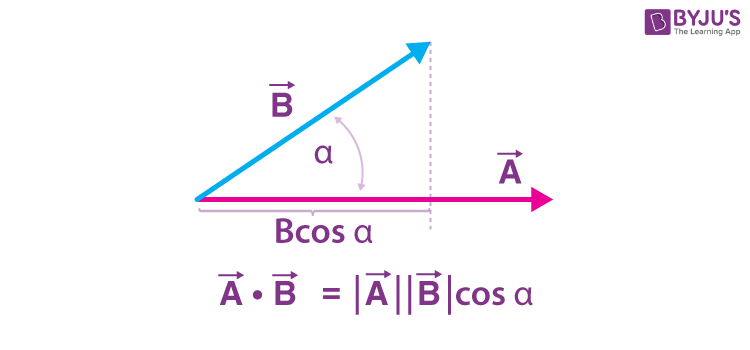 BYJU'S
The Learning App
B⃗
α
A⃗
Bcos α
A⃗ • B⃗ = |A⃗||B⃗|cos α